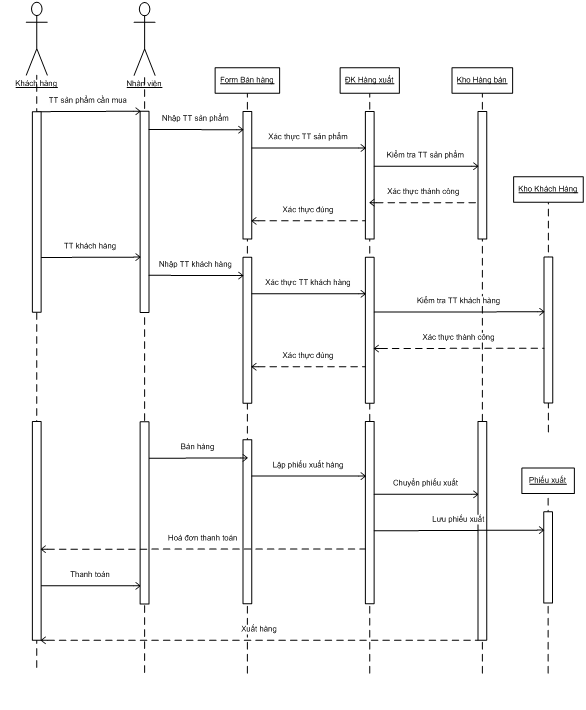 Khách hàng
Nhân viên
Form Bán hàng
ĐK Hàng xuất
Kho Hàng bán
TT sản phẩm cần mua
Nhập TT sản phẩm
Xác thực TT sản phẩm
Kiểm tra TT sản phẩm
Kho Khách Hàng
Xác thực thành công
Xác thực đúng
TT khách hàng
Nhập TT khách hàng
Xác thực TT khách hàng
Kiểm tra TT khách hàng
Xác thực thành công
Xác thực đúng
Bán hàng
Lập phiếu xuất hàng
Phiếu xuất
Chuyển phiếu xuất
Lưu phiếu xuất
Hoá đơn thanh toán
Thanh toán
Xuất hàng